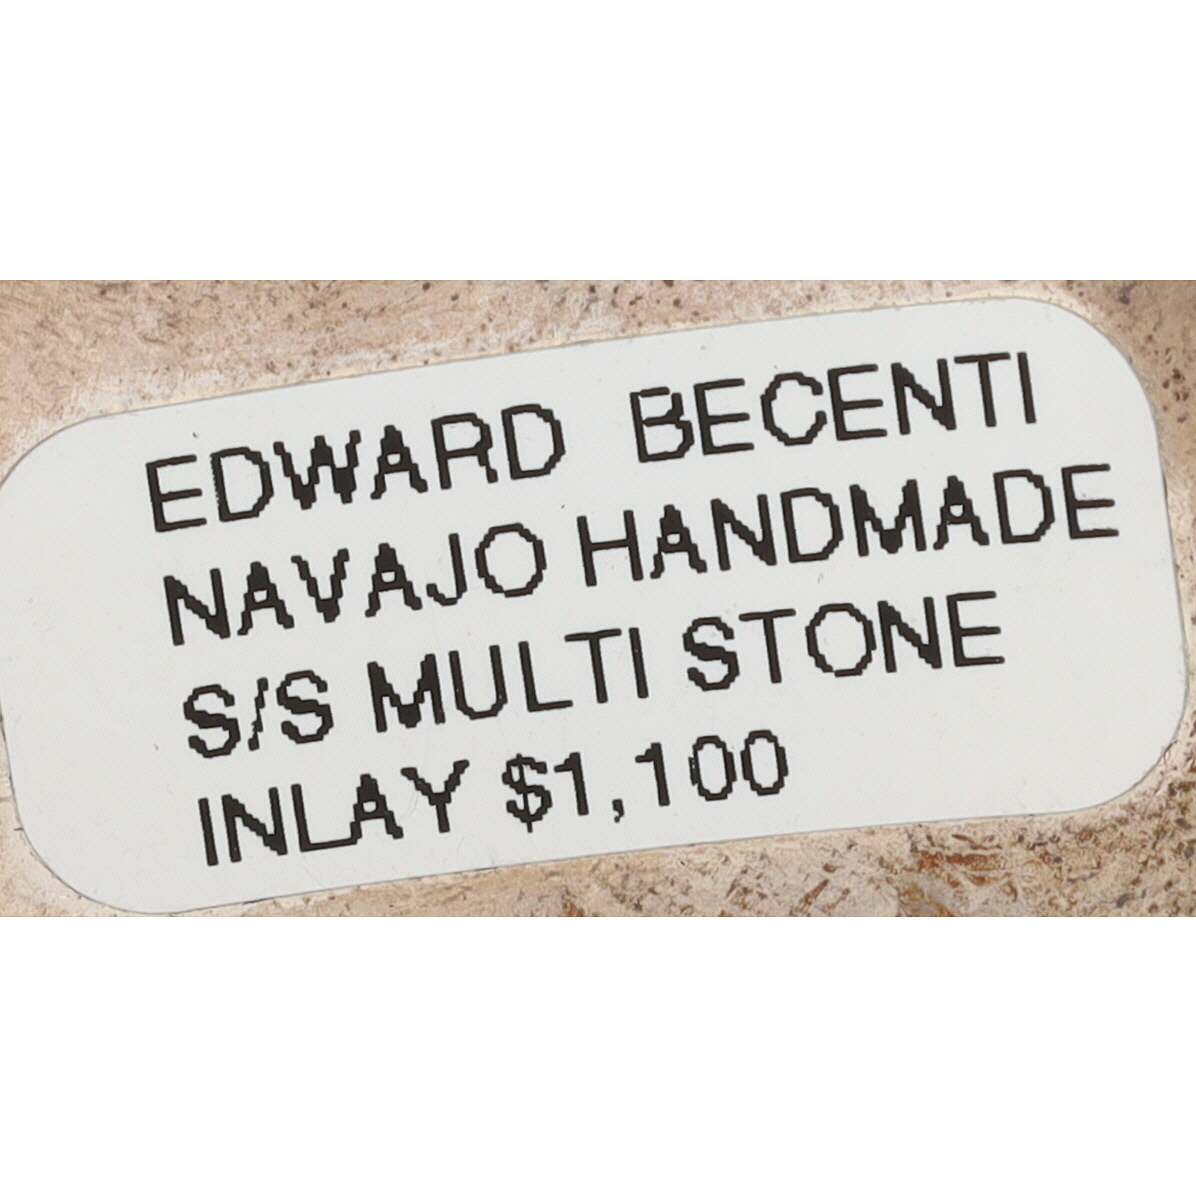 EDWARD BECENTI
NAVAJO HANDMADE
S/S MULTI STONE
INLAY $1,100